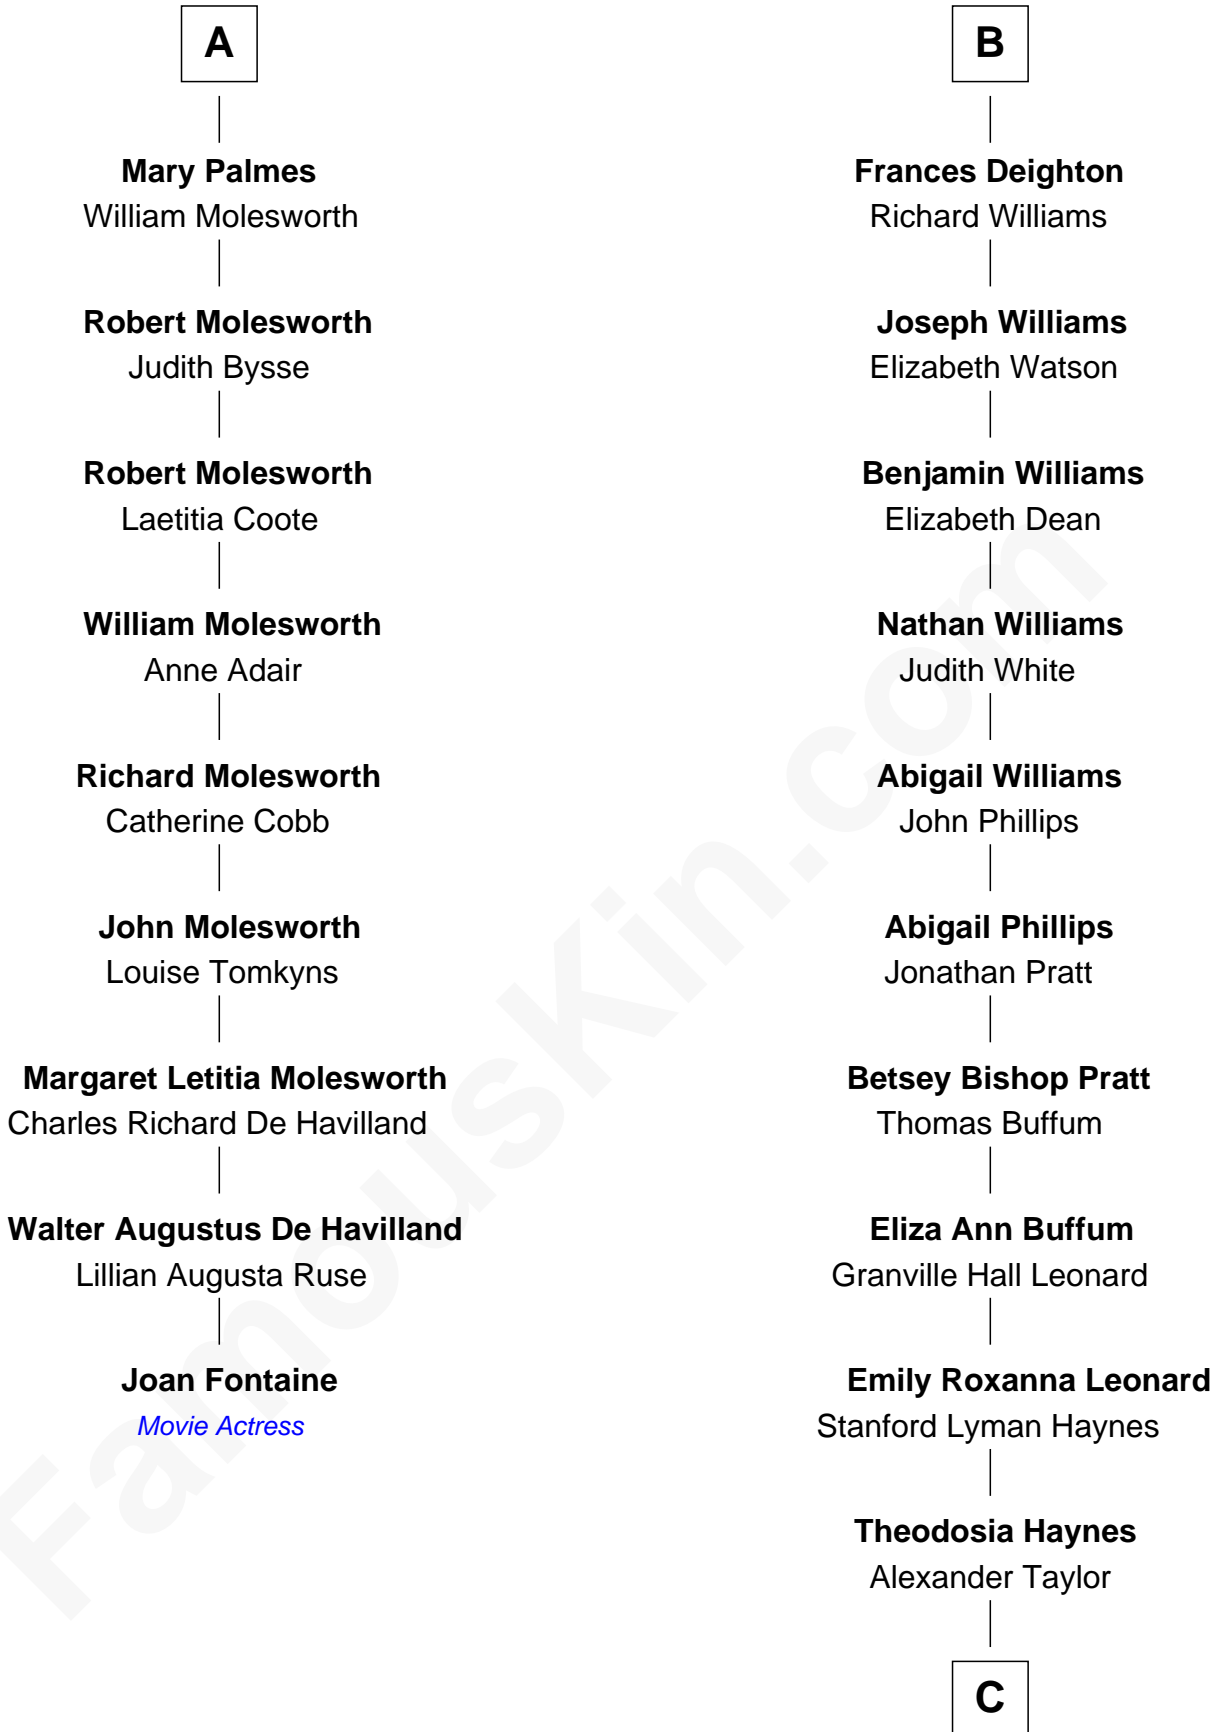 A
Mary Palmes
William Molesworth
Robert Molesworth
Judith Bysse
Robert Molesworth
Laetitia Coote
William Molesworth
Anne Adair
Richard Molesworth
Catherine Cobb
John Molesworth
Louise Tomkyns
Margaret Letitia Molesworth
Charles Richard De Havilland
Walter Augustus De Havilland
Lillian Augusta Ruse
Joan Fontaine
Movie Actress
B
Frances Deighton
Richard Williams
Joseph Williams
Elizabeth Watson
Benjamin Williams
Elizabeth Dean
Nathan Williams
Judith White
Abigail Williams
John Phillips
Abigail Phillips
Jonathan Pratt
Betsey Bishop Pratt
Thomas Buffum
Eliza Ann Buffum
Granville Hall Leonard
Emily Roxanna Leonard
Stanford Lyman Haynes
Theodosia Haynes
Alexander Taylor
C
FamousKin.com